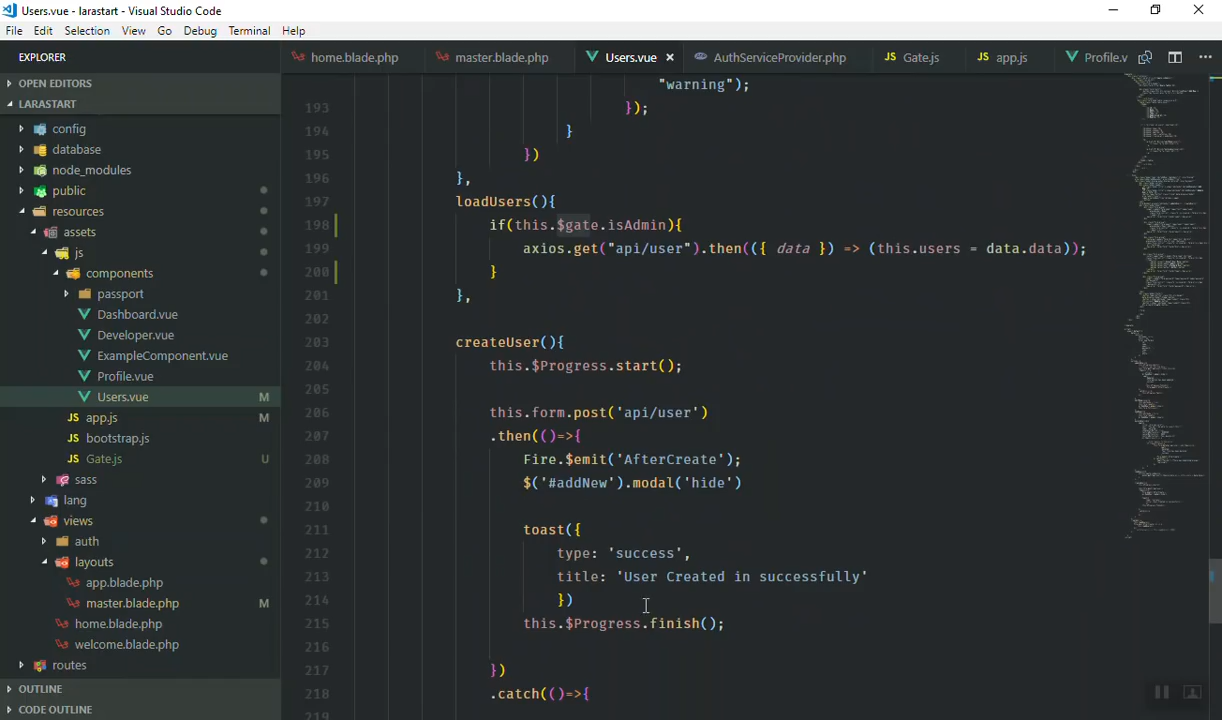 Users.vue - larastart - Visual Studio Code
File Edit Selection View Go Debug Terminal Help
EXPLORER
home.blade.php
master.blade.php
Users.vue
AuthServiceProvider.php
JS Gate.js
JS app.js
Profile.v
OPEN EDITORS
LARASTART
config
database
node_modules
public
resources
assets
js
components
passport
Dashboard.vue
Developer.vue
ExampleComponent.vue
Profile.vue
Users.vue M
JS app.js M
JS bootstrap.js
JS Gate.js U
sass
lang
views
auth
layouts
app.blade.php
master.blade.php M
home.blade.php
welcome.blade.php
routes
OUTLINE
CODE OUTLINE
"warning");
193 });
194 }
195 })
196 },
197 loadUsers(){
198 if(this.$gate.isAdmin){
199 axios.get("api/user").then(({ data }) => (this.users = data.data));
200 }
201 },
202
203 createUser(){
204 this.$Progress.start();
205
206 this.form.post('api/user')
207 .then(()=>{
208 Fire.$emit('AfterCreate');
209 $('#addNew').modal('hide')
210
211 toast({
212 type: 'success',
213 title: 'User Created in successfully'
214 })
215 this.$Progress.finish();
216
217 })
218 .catch(()=>{
219